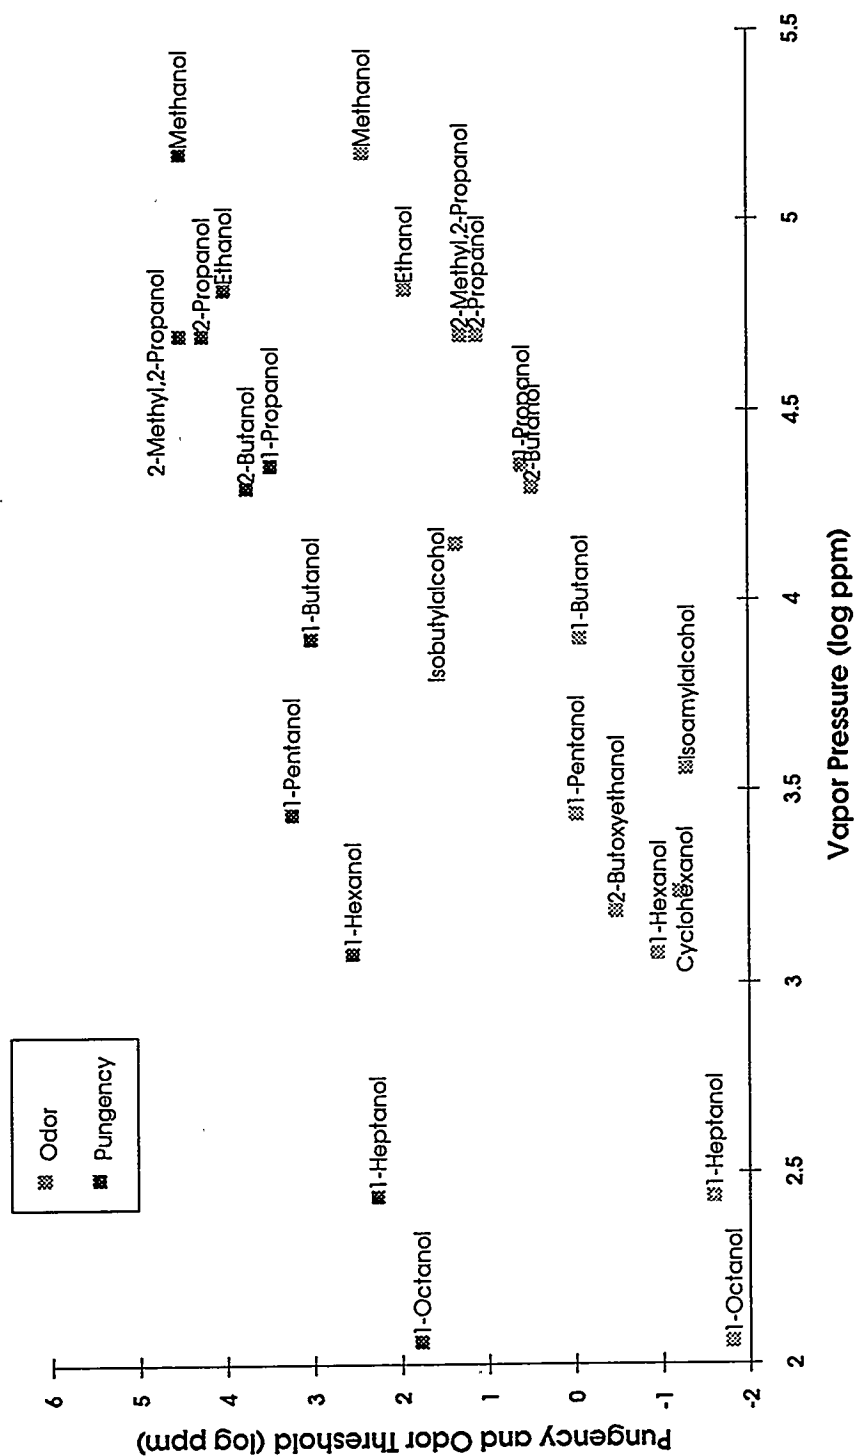 Odor
Pungency
Pungency and Odor Threshold (log ppm)
6
5
4
3
2
1
0
-1
-2
2-Methyl,2-Propanol
Methanol
2-Propanol
Ethanol
2-Butanol
1-Propanol
1-Butanol
1-Pentanol
1-Hexanol
1-Heptanol
1-Octanol
Methanol
Ethanol
2-Methyl,2-Propanol
2-Propanol
1-Propanol
2-Butanol
Isobutylalcohol
1-Butanol
1-Pentanol
2-Butoxyethanol
Isoamylalcohol
1-Hexanol
Cyclohexanol
1-Heptanol
1-Octanol
2
2.5
3
3.5
4
4.5
5
5.5
Vapor Pressure (log ppm)